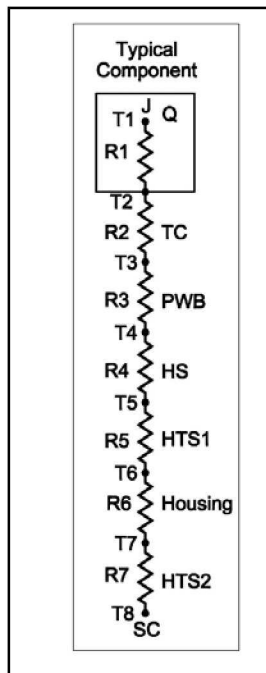 Typical
Component
J
T1 Q
R1
T2
R2 TC
T3
R3 PWB
T4
R4 HS
T5
R5 HTS1
T6
R6 Housing
T7
R7 HTS2
T8
SC